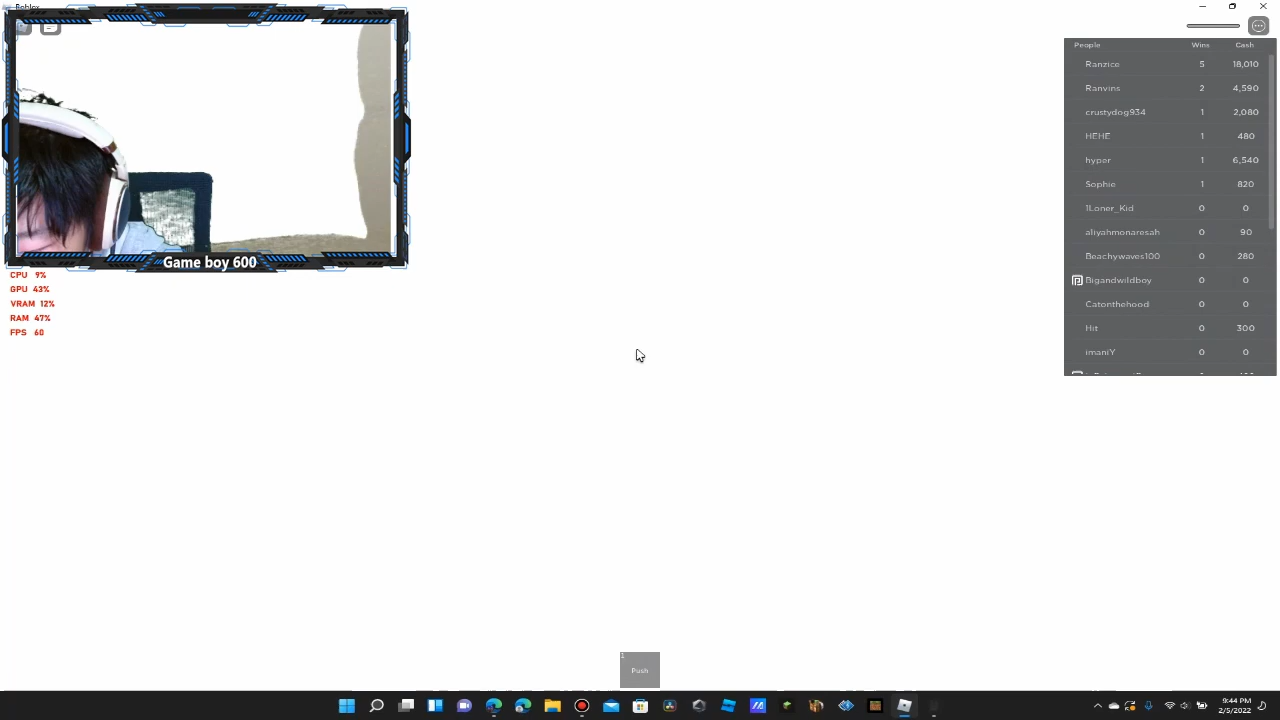 Roblox
Game boy 600
CPU 9%
GPU 43%
VRAM 12%
RAM 47%
FPS 60
People Wins Cash
Ranzice 5 18,010
Ranvins 2 4,590
crustydog934 1 2,080
HEHE 1 480
hyper 1 6,540
Sophie 1 820
1Loner_Kid 0 0
aliyahmonaresah 0 90
Beachywaves100 0 280
Bigandwildboy 0 0
Catonthehood 0 0
Hit 0 300
imaniY 0 0
1
Push
9:44 PM
2/5/2022